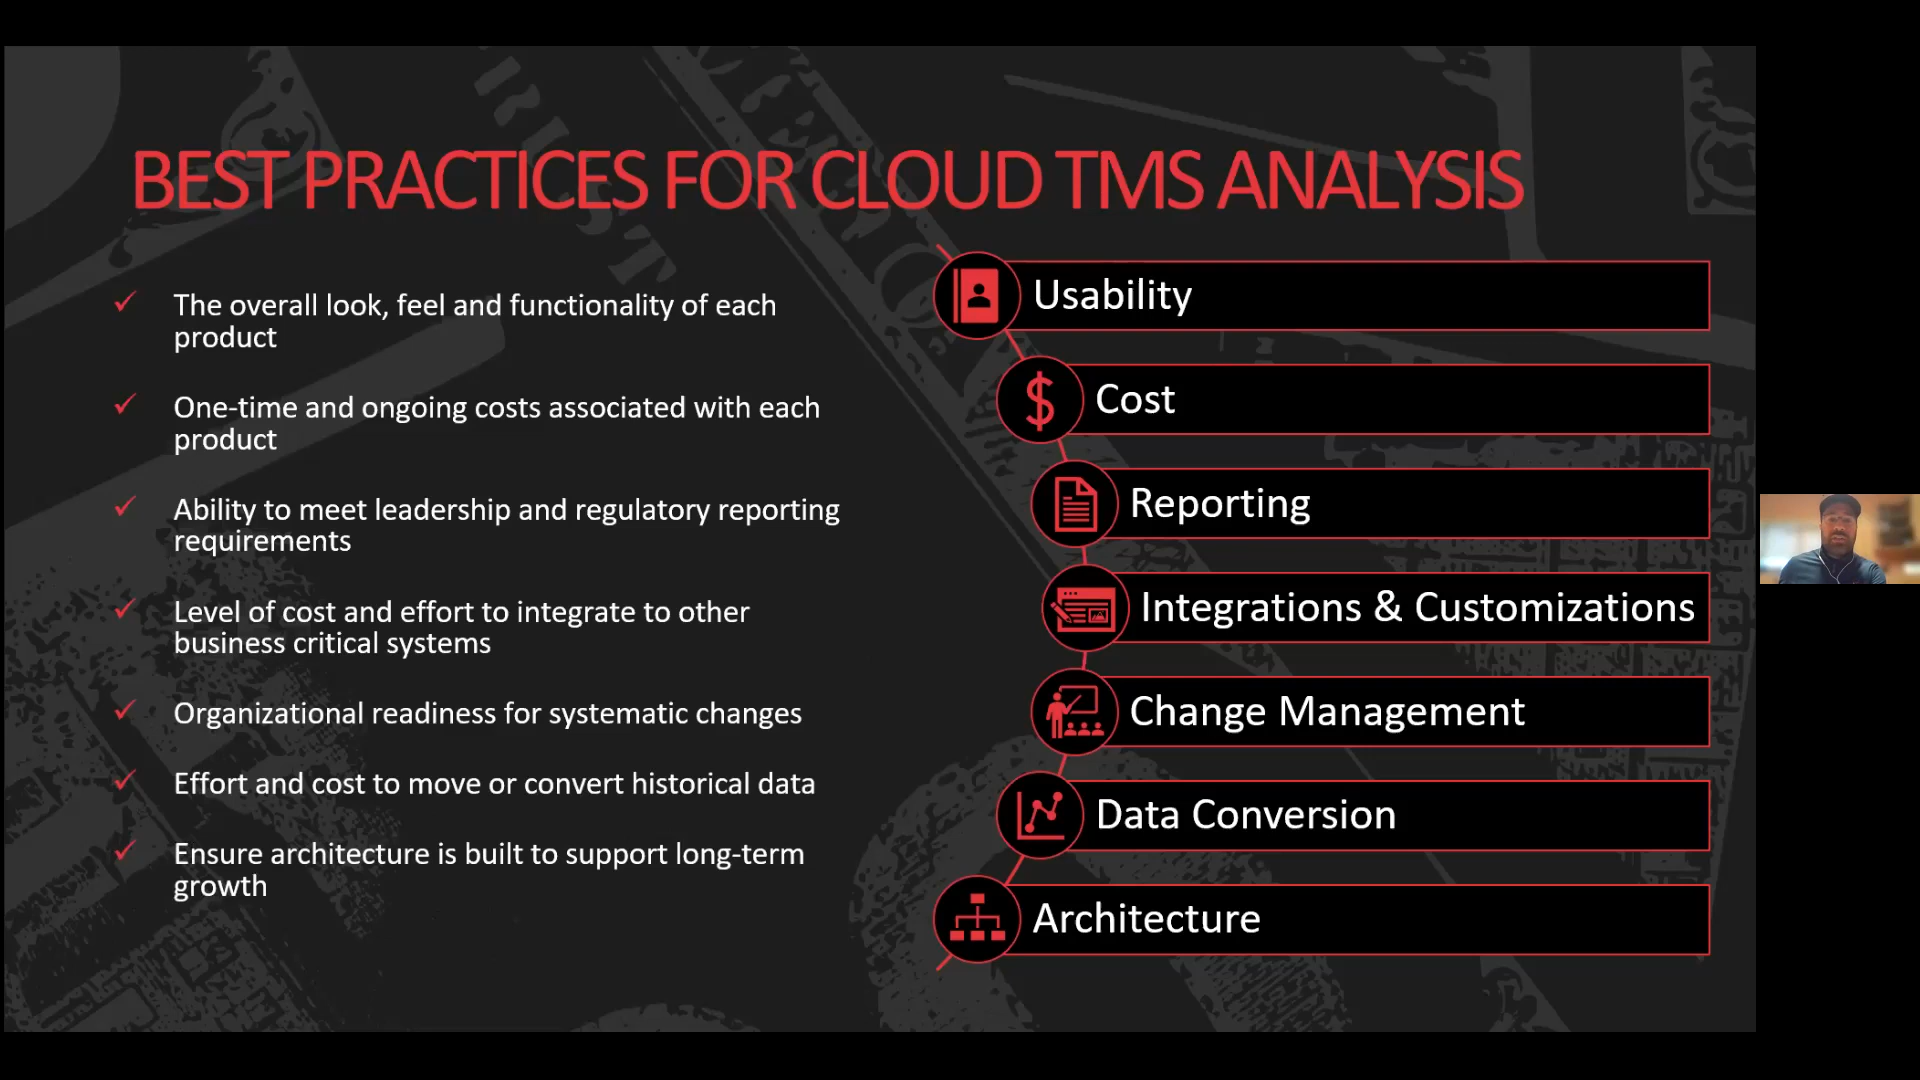 BEST PRACTICES FOR CLOUD TMS ANALYSIS
The overall look, feel and functionality of each
product
One-time and ongoing costs associated with each
product
Ability to meet leadership and regulatory reporting
requirements
Level of cost and effort to integrate to other
business critical systems
Organizational readiness for systematic changes
Effort and cost to move or convert historical data
Ensure architecture is built to support long-term
growth
Usability
Cost
Reporting
Integrations & Customizations
Change Management
Data Conversion
Architecture